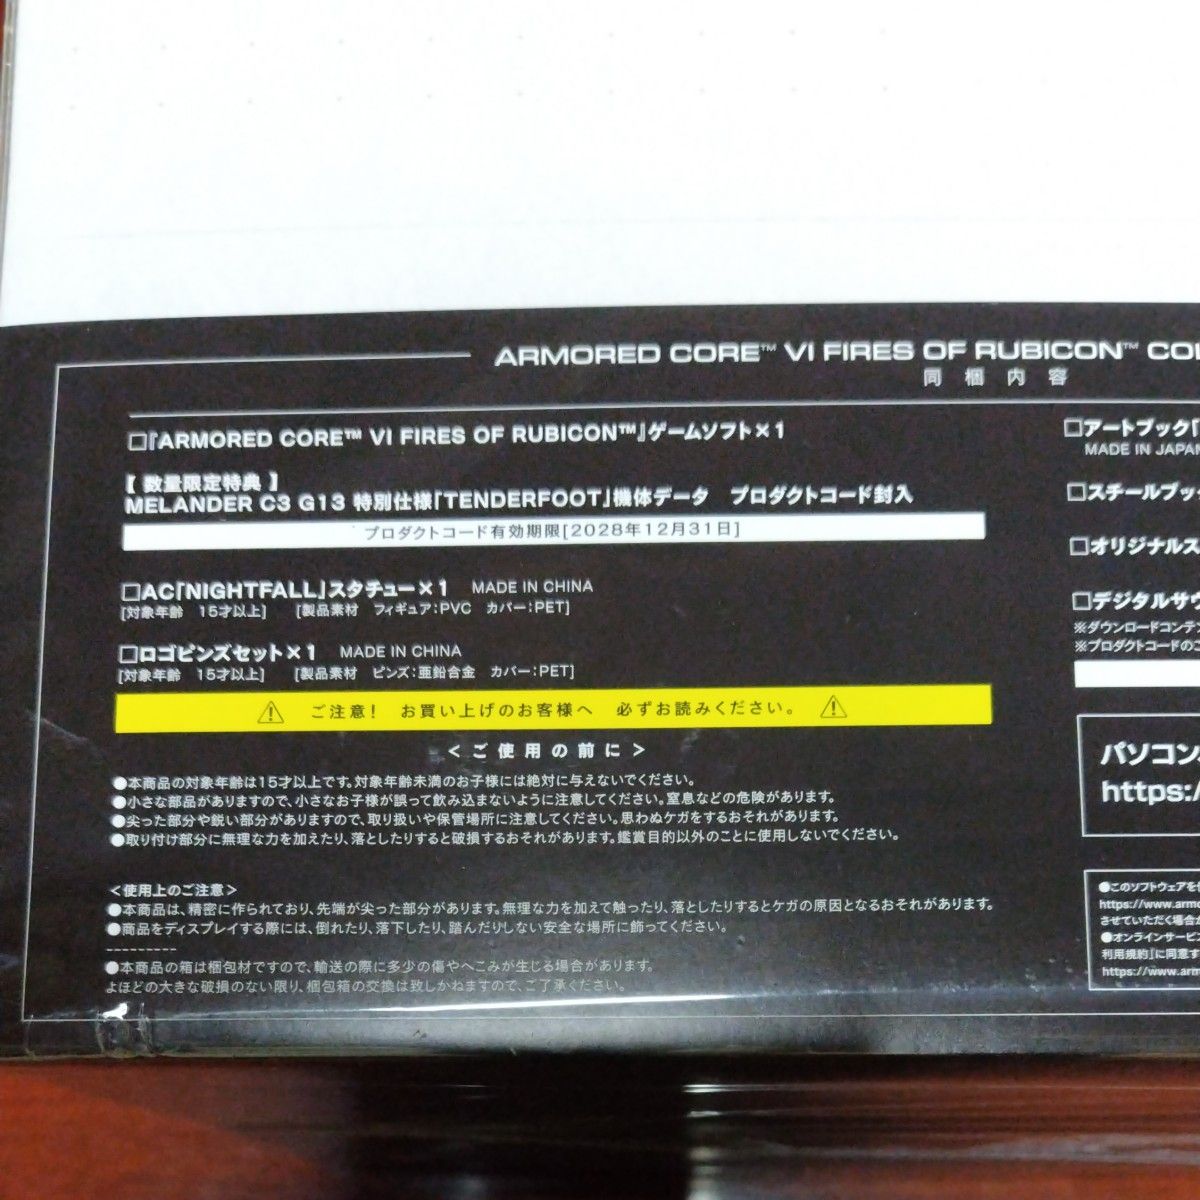 ARMORED CORE™ VI FIRES OF RUBICON™
同梱内容
□『ARMORED CORE™ VI FIRES OF RUBICON™』ゲームソフト×1
【 数量限定特典 】
MELANDER C3 G13 特別仕様「TENDERFOOT」機体データ プロダクトコード封入
プロダクトコード有効期限[2028年12月31日]
□AC「NIGHTFALL」スタチュー×1 MADE IN CHINA
[対象年齢 15才以上] [製品素材 フィギュア:PVC カバー:PET]
□ロゴピンズセット×1 MADE IN CHINA
[対象年齢 15才以上] [製品素材 ピンズ:亜鉛合金 カバー:PET]
⚠ ご注意! お買い上げのお客様へ 必ずお読みください。 ⚠
<ご使用の前に>
●本商品の対象年齢は15才以上です。対象年齢未満のお子様には絶対に与えないでください。
●小さな部品がありますので、小さなお子様が誤って飲み込まないように注意してください。窒息などの危険があります。
●尖った部分や鋭い部分がありますので、取り扱いや保管場所に注意してください。思わぬケガをするおそれがあります。
●取り付け部分に無理な力を加えたり、落としたりすると破損するおそれがあります。鑑賞目的以外のことに使用しないでください。
<使用上のご注意>
●本商品は、精密に作られており、先端が尖った部分があります。無理な力を加えて触ったり、落としたりするとケガの原因となるおそれがあります。
●商品をディスプレイする際には、倒れたり、落下したり、踏んだりしない安全な場所に飾ってください。
----------
●本商品の箱は梱包材ですので、輸送の際に多少の傷やへこみが生じる場合があります。
よほどの大きな破損のない限り、梱包箱の交換は致しかねますので、ご了承ください。
□アートブック「
MADE IN JAPAN
□スチールブッ
□オリジナルス
□デジタルサウ
※ダウンロードコンテン
※プロダクトコードのご
パソコン
https:/
●このソフトウェアを使
https://www.armo
させていただく場合が
●オンラインサービス
利用規約』に同意す
https://www.arm